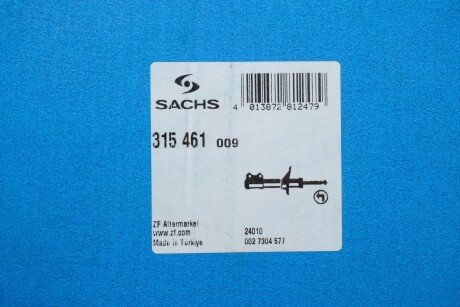 SACHS
4 013872 812479
315 461 009
ZF Aftermarket
www.zf.com
Made in Türkiye
24010
002 7304 577